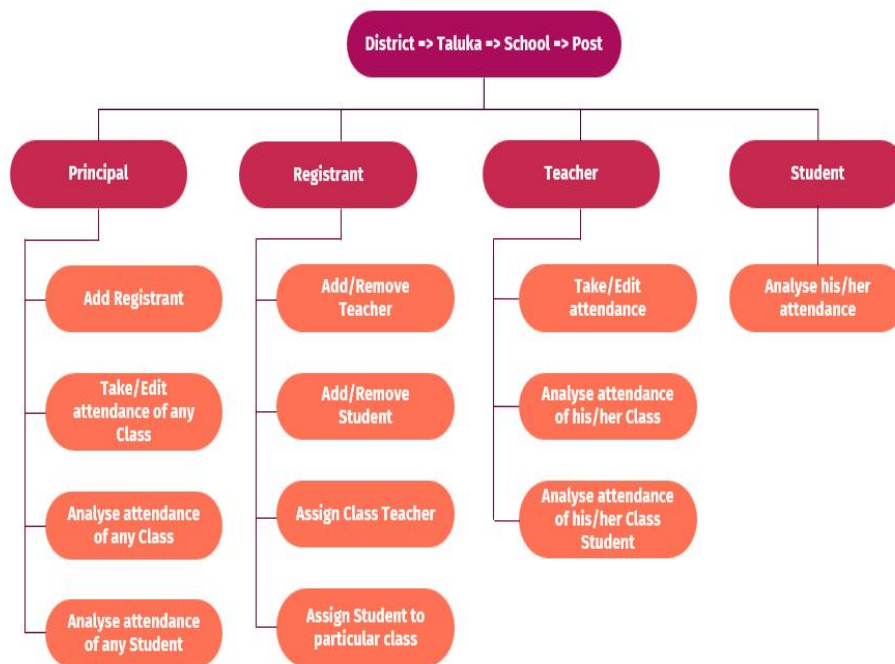 District => Taluka => School => Post
Principal
Registrant
Teacher
Student
Add Registrant
Take/Edit
attendance of any
Class
Analyse attendance
of any Class
Analyse attendance
of any Student
Add/Remove
Teacher
Add/Remove
Student
Assign Class Teacher
Assign Student to
particular class
Take/Edit
attendance
Analyse attendance
of his/her Class
Analyse attendance
of his/her Class
Student
Analyse his/her
attendance